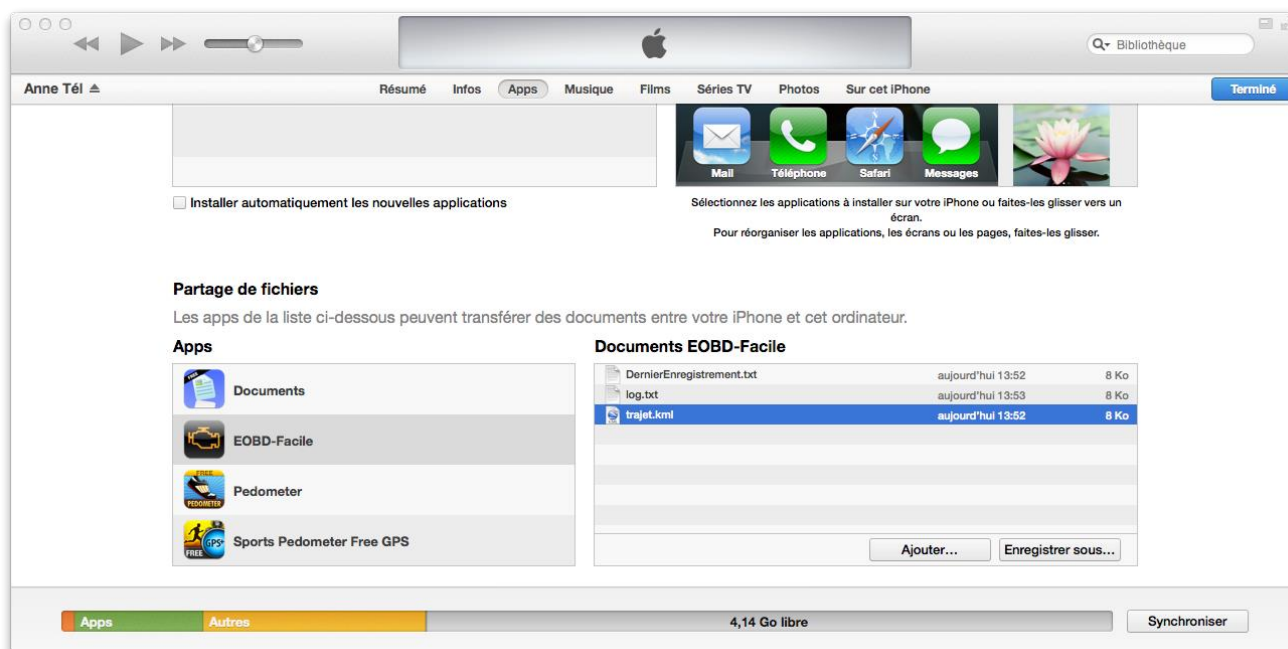 Bibliothèque
Anne Tél
Résumé Infos Apps Musique Films Séries TV Photos Sur cet iPhone
Terminé
Mail Téléphone Safari Messages
Installer automatiquement les nouvelles applications
Sélectionnez les applications à installer sur votre iPhone ou faites-les glisser vers un
écran.
Pour réorganiser les applications, les écrans ou les pages, faites-les glisser.
Partage de fichiers
Les apps de la liste ci-dessous peuvent transférer des documents entre votre iPhone et cet ordinateur.
Apps
FREE
Documents
EOBD-Facile
FREE
PEDOMETER
Pedometer
GPS+
FREE
Sports Pedometer Free GPS
Documents EOBD-Facile
DernierEnregistrement.txt aujourd'hui 13:52 8 Ko
log.txt aujourd'hui 13:53 8 Ko
trajet.kml aujourd'hui 13:52 8 Ko
Ajouter... Enregistrer sous...
Apps Autres 4,14 Go libre
Synchroniser